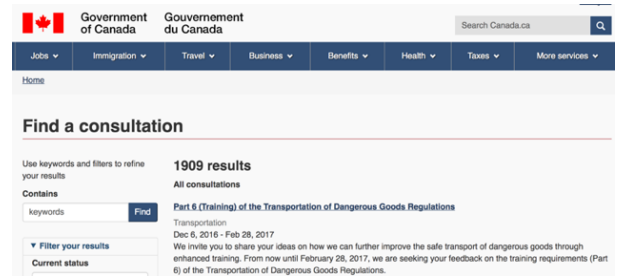 Government of Canada
Gouvernement du Canada
Search Canada.ca
Jobs Immigration Travel Business Benefits Health Taxes More services
Home
Find a consultation
Use keywords and filters to refine
your results
Contains
keywords Find
Filter your results
Current status
1909 results
All consultations
Part 6 (Training) of the Transportation of Dangerous Goods Regulations
Transportation
Dec 6, 2016 - Feb 28, 2017
We invite you to share your ideas on how we can further improve the safe transport of dangerous goods through
enhanced training. From now until February 28, 2017, we are seeking your feedback on the training requirements (Part
6) of the Transportation of Dangerous Goods Regulations.